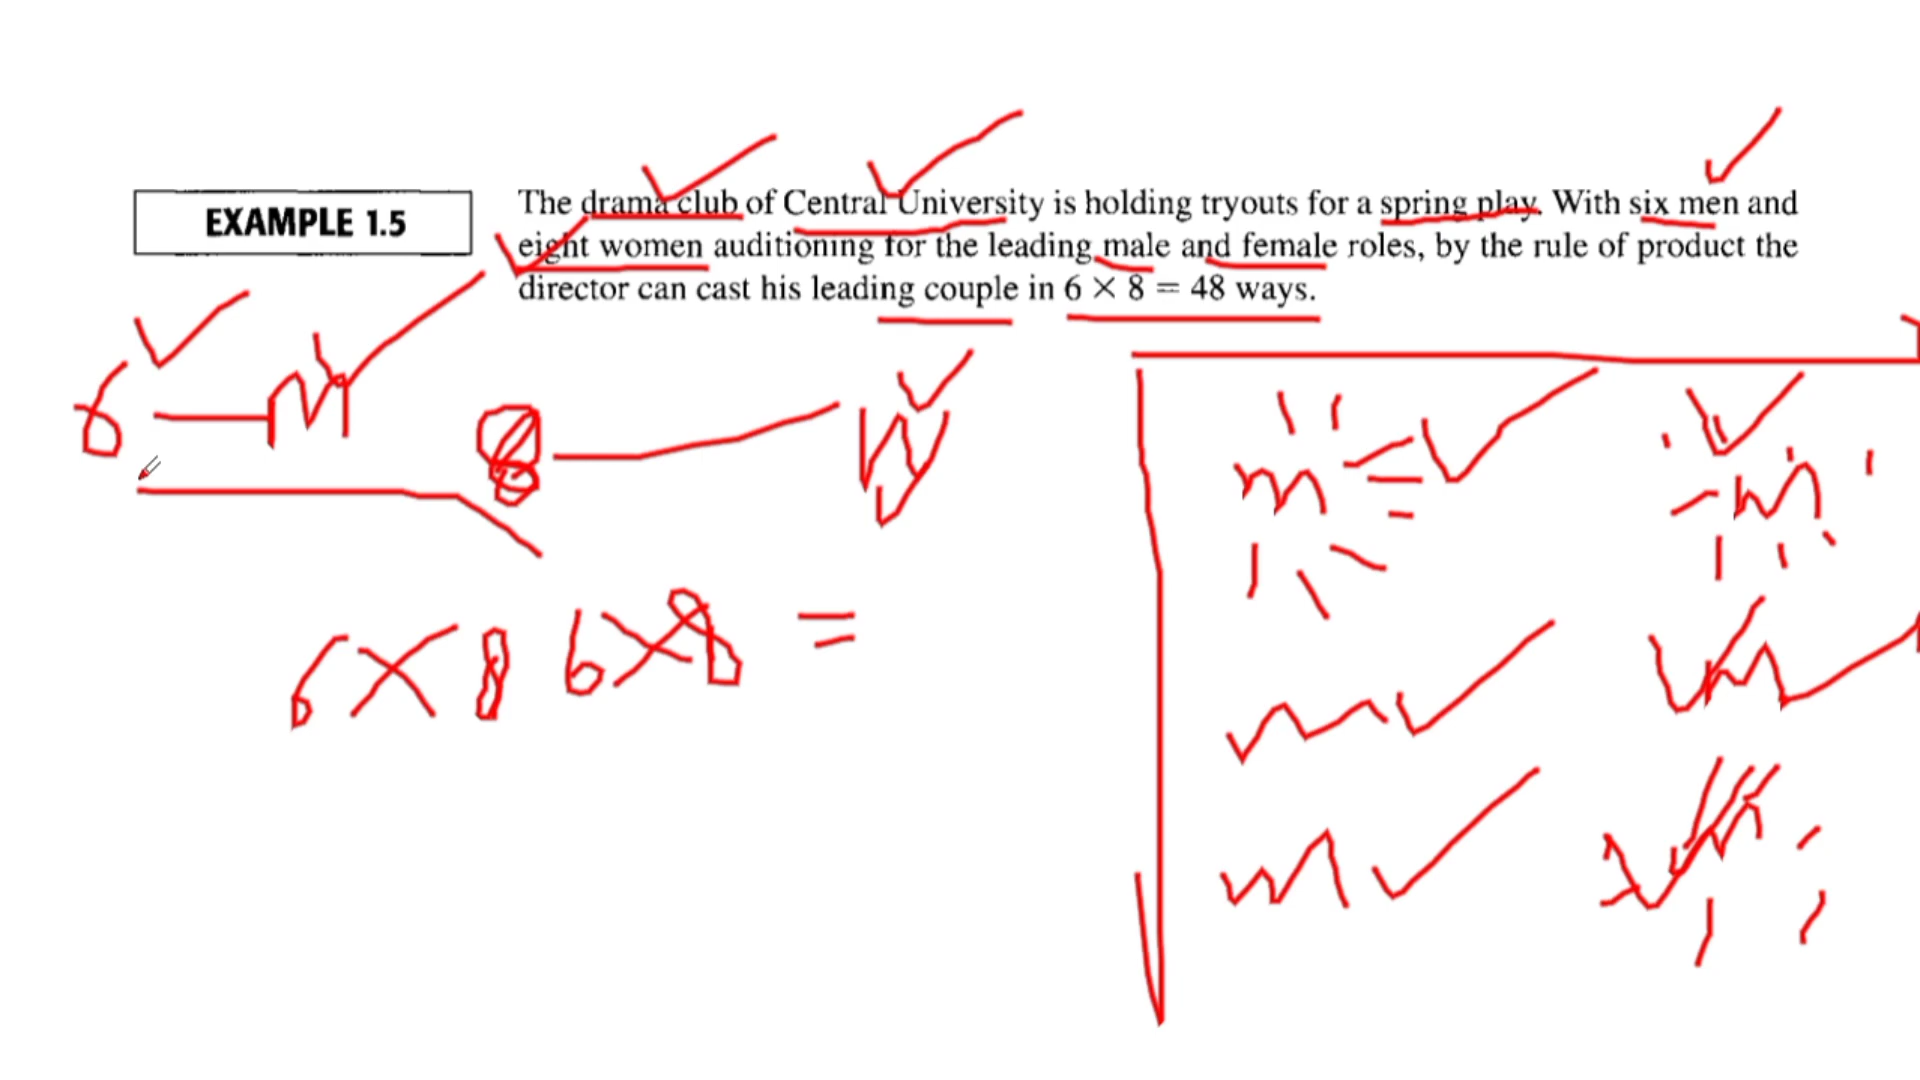 EXAMPLE 1.5
The drama club of Central University is holding tryouts for a spring play. With six men and
eight women auditioning for the leading male and female roles, by the rule of product the
director can cast his leading couple in 6 × 8 = 48 ways.
6 — M 8 — W
6 × 8 6 × 8 =
m m
m m
m m